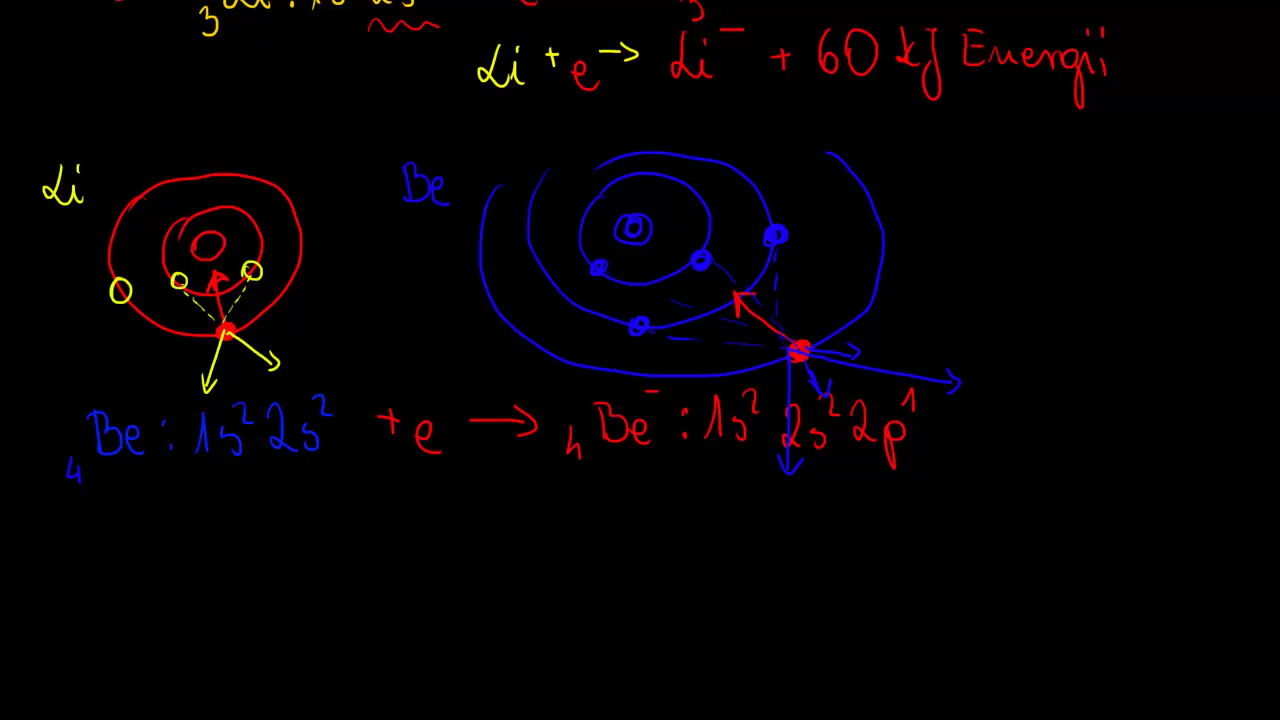 Li + e → Li⁻ + 60 kJ Energii
Li
Be
₄Be : 1s² 2s² + e → ₄Be⁻ : 1s² 2s² 2p¹